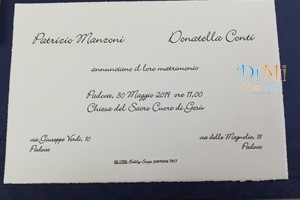 Patrizio Manzoni Donatella Conti
annunciano il loro matrimonio
Padova, 30 Maggio 2019 ore 11.00
Chiesa del Sacro Cuore di Gesù
via Giuseppe Verdi, 10 via delle Magnolie, 18
Padova Padova
DiMi